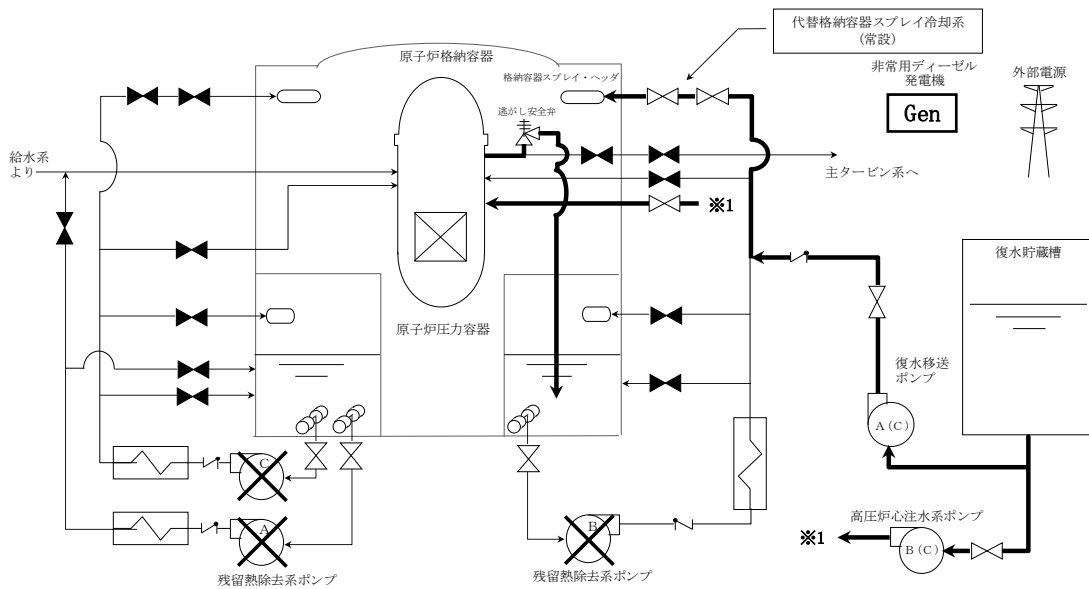 代替格納容器スプレイ冷却系
(常設)
原子炉格納容器
格納容器スプレイ・ヘッダ
逃がし安全弁
非常用ディーゼル
発電機
Gen
外部電源
給水系
より
主タービン系へ
※1
復水貯蔵槽
原子炉圧力容器
復水移送
ポンプ
A(C)
C
A
残留熱除去系ポンプ
B
残留熱除去系ポンプ
高圧炉心注水系ポンプ
※1
B(C)